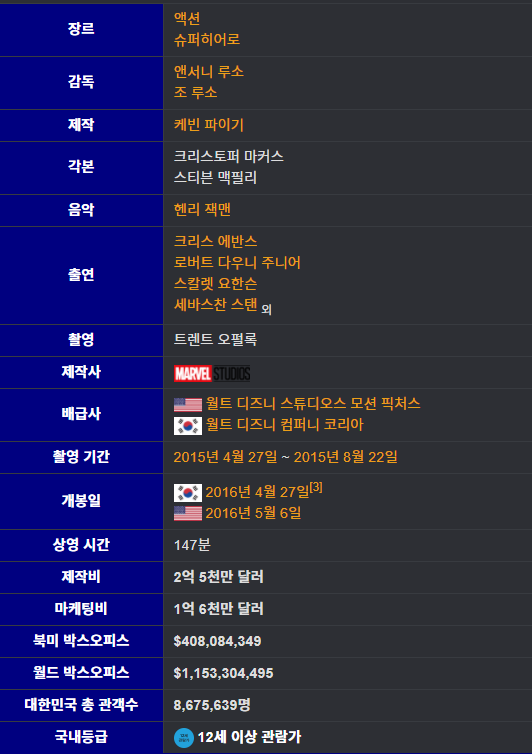 장르
액션
슈퍼히어로
감독
앤서니 루소
조 루소
제작
케빈 파이기
각본
크리스토퍼 마커스
스티븐 맥필리
음악
헨리 잭맨
출연
크리스 에반스
로버트 다우니 주니어
스칼렛 요한슨
세바스찬 스탠 외
촬영
트렌트 오펄록
제작사
MARVEL STUDIOS
배급사
월트 디즈니 스튜디오스 모션 픽처스
월트 디즈니 컴퍼니 코리아
촬영 기간
2015년 4월 27일 ~ 2015년 8월 22일
개봉일
2016년 4월 27일[3]
2016년 5월 6일
상영 시간
147분
제작비
2억 5천만 달러
마케팅비
1억 6천만 달러
북미 박스오피스
$408,084,349
월드 박스오피스
$1,153,304,495
대한민국 총 관객수
8,675,639명
국내등급
12세 이상 관람가